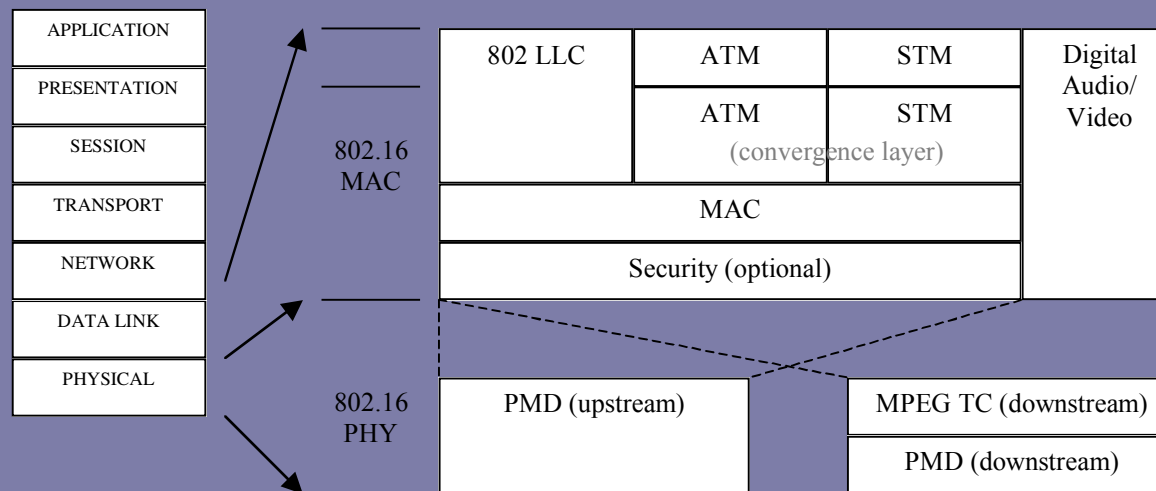 APPLICATION
PRESENTATION
SESSION
TRANSPORT
NETWORK
DATA LINK
PHYSICAL
802.16
MAC
802.16
PHY
802 LLC
ATM
STM
Digital
Audio/
Video
ATM
STM
(convergence layer)
MAC
Security (optional)
PMD (upstream)
MPEG TC (downstream)
PMD (downstream)